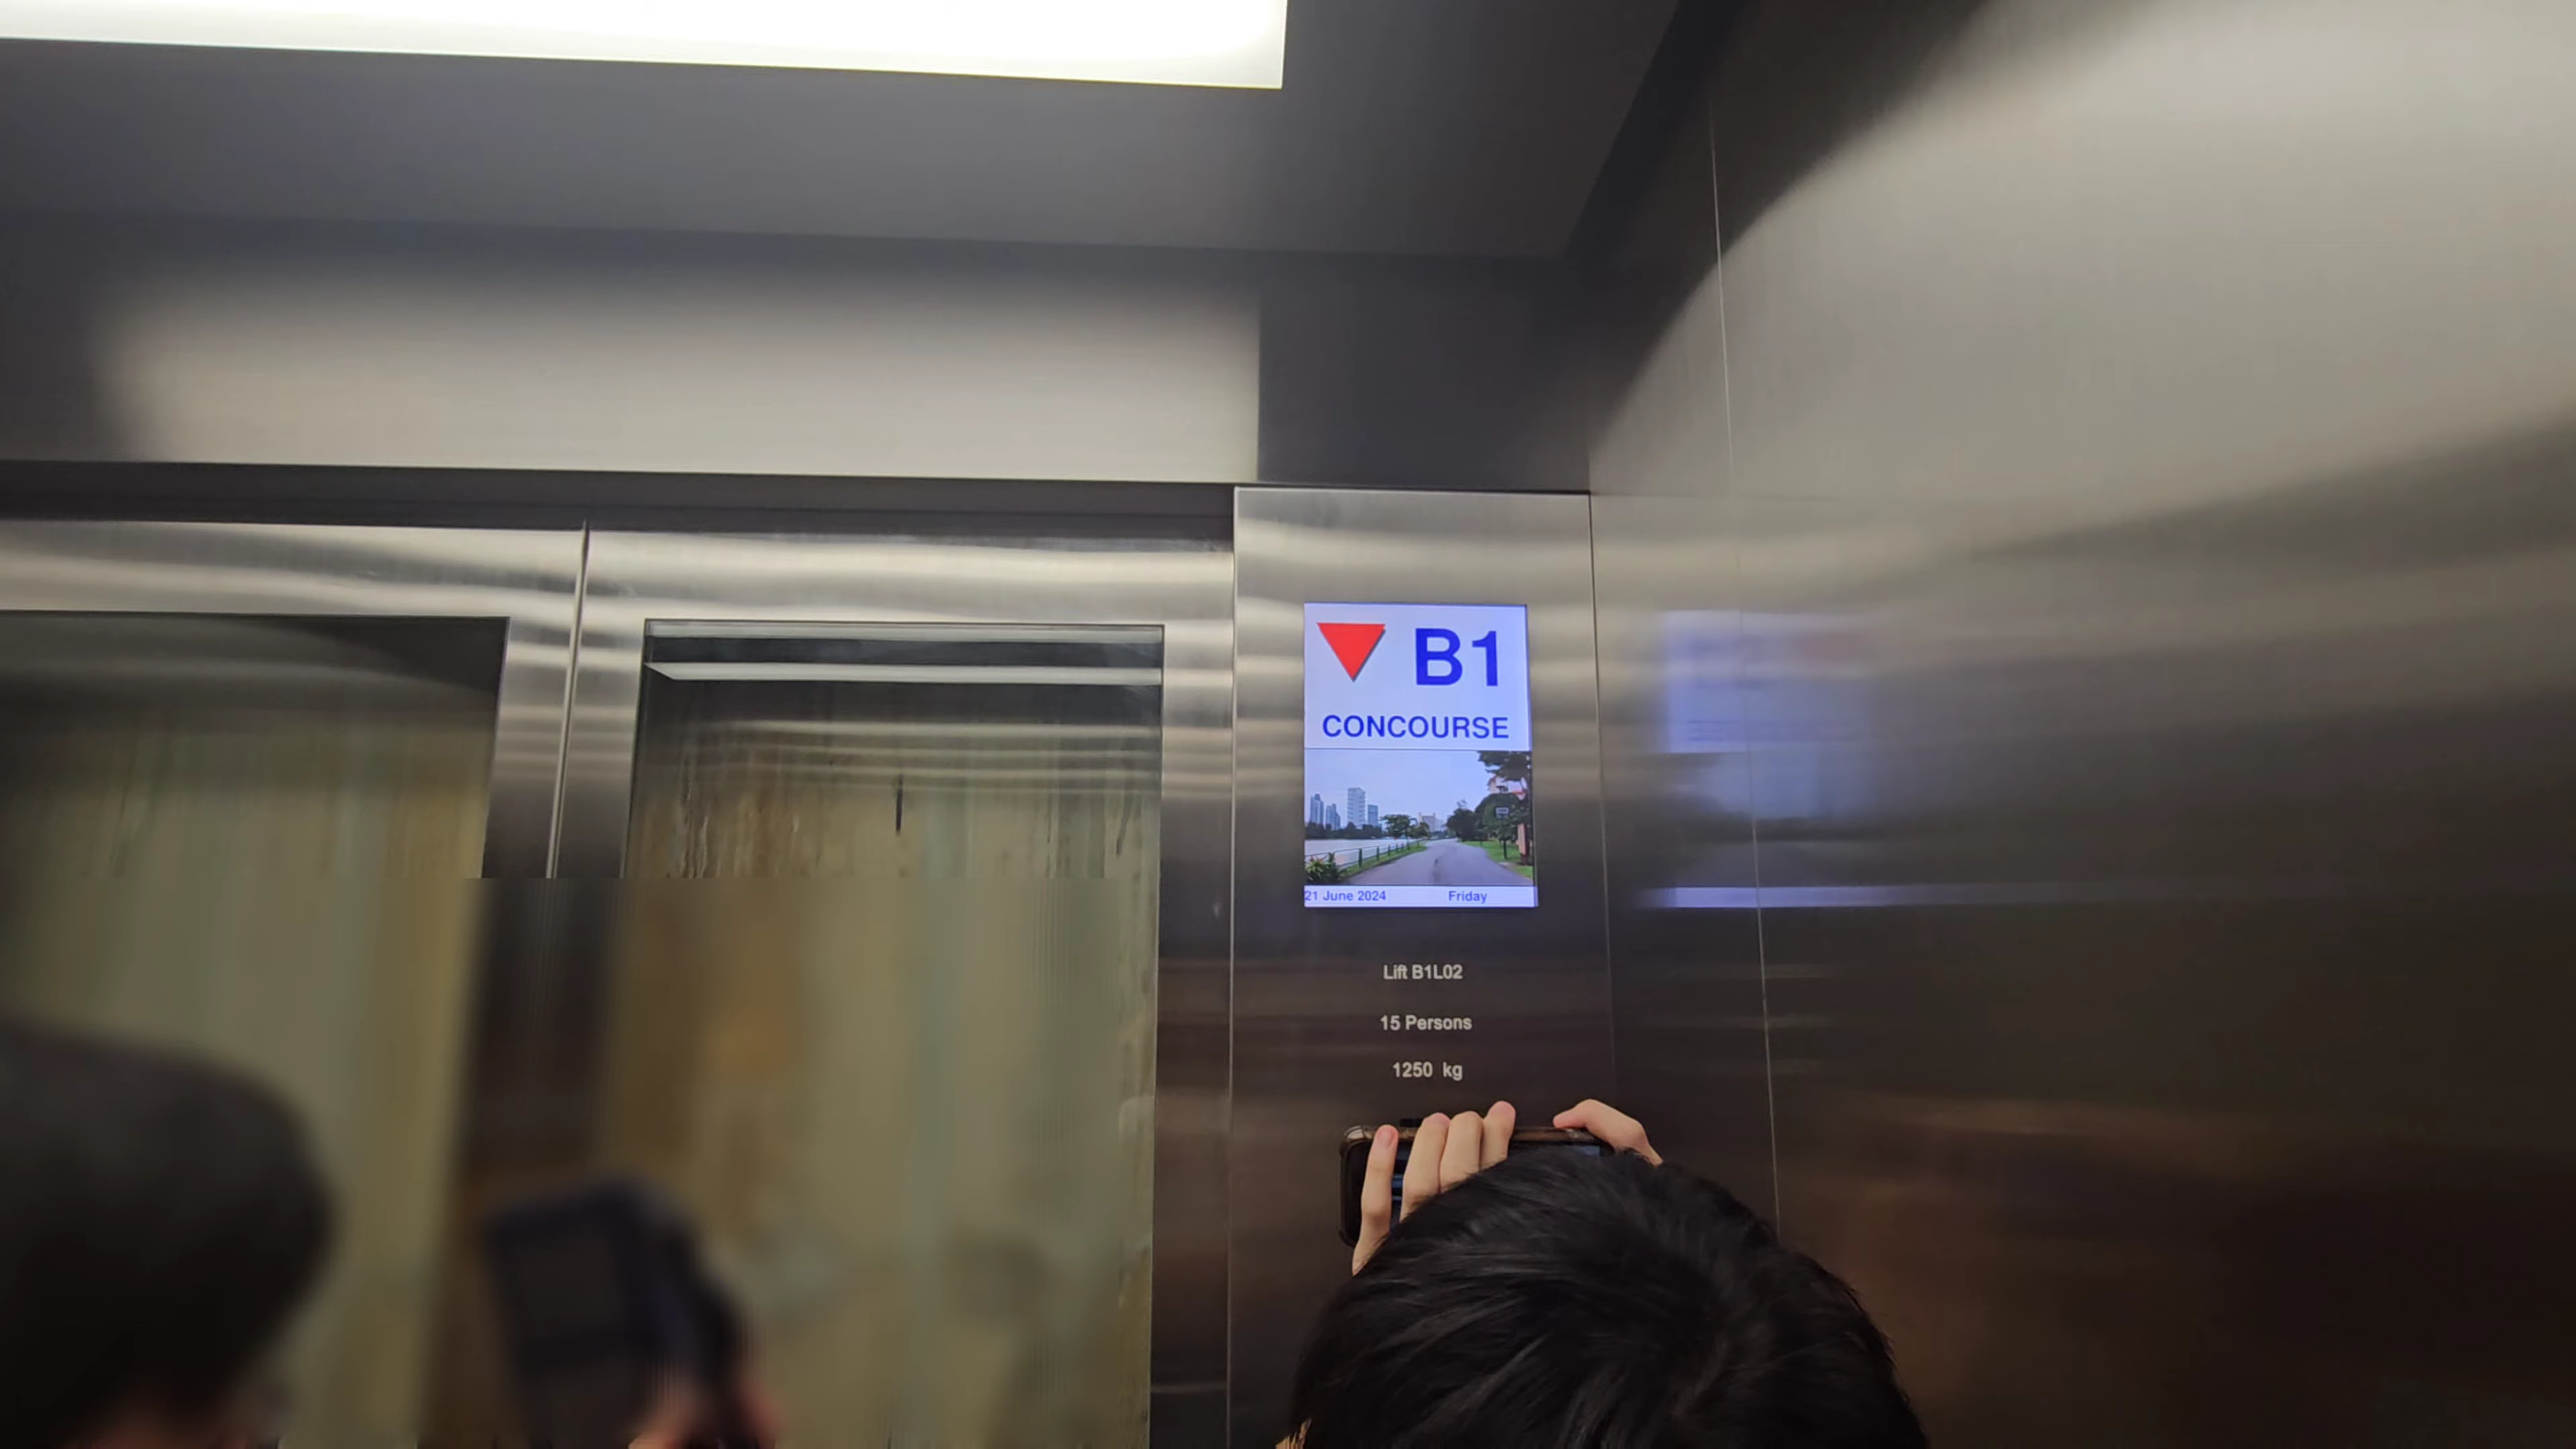 B1
CONCOURSE
21 June 2024 Friday
Lift B1L02
15 Persons
1250 kg